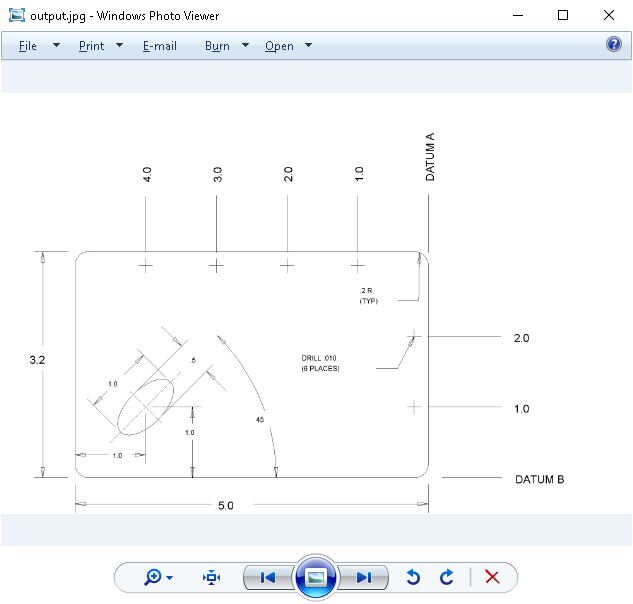 output.jpg - Windows Photo Viewer
File Print E-mail Burn Open
4.0 3.0 2.0 1.0 DATUM A
.2 R
(TYP)
2.0
DRILL .010
(6 PLACES)
3.2
.5
1.0
1.0
45
1.0
1.0
DATUM B
5.0